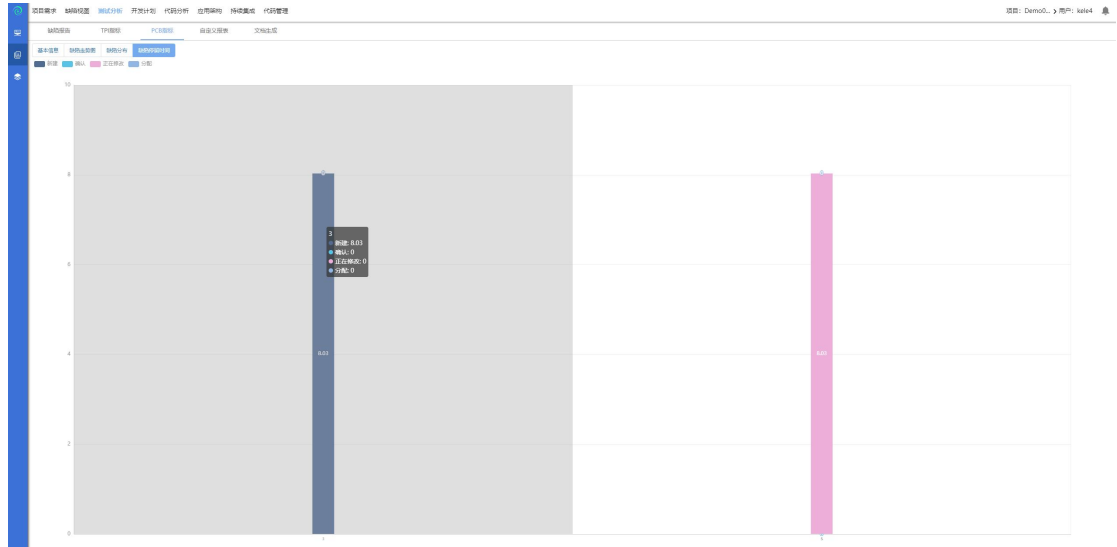 项目需求 缺陷视图 测试分析 开发计划 代码分析 应用架构 持续集成 代码管理 项目: Demo0... 用户: kele4
缺陷报告 TPI指标 PCB指标 自定义报表 文档生成
基本信息 缺陷走势图 缺陷分布 缺陷停留时间
新建 确认 正在修改 分配
10
8
6
4
2
0
3
新建: 8.03
确认: 0
正在修改: 0
分配: 0
8.03
8.03